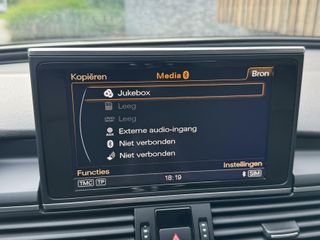 Kopiëren Media Bron
Jukebox
Leeg
Leeg
Externe audio-ingang
Niet verbonden
Niet verbonden
Functies Instellingen
TMC TP 18:19 SIM